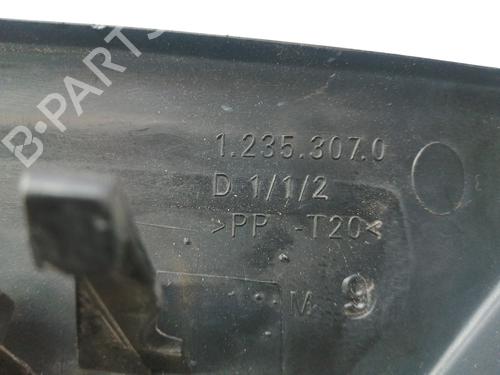 B-PARTS
1.235.307.0
D 1/1/2
>PP -T20<
M 9